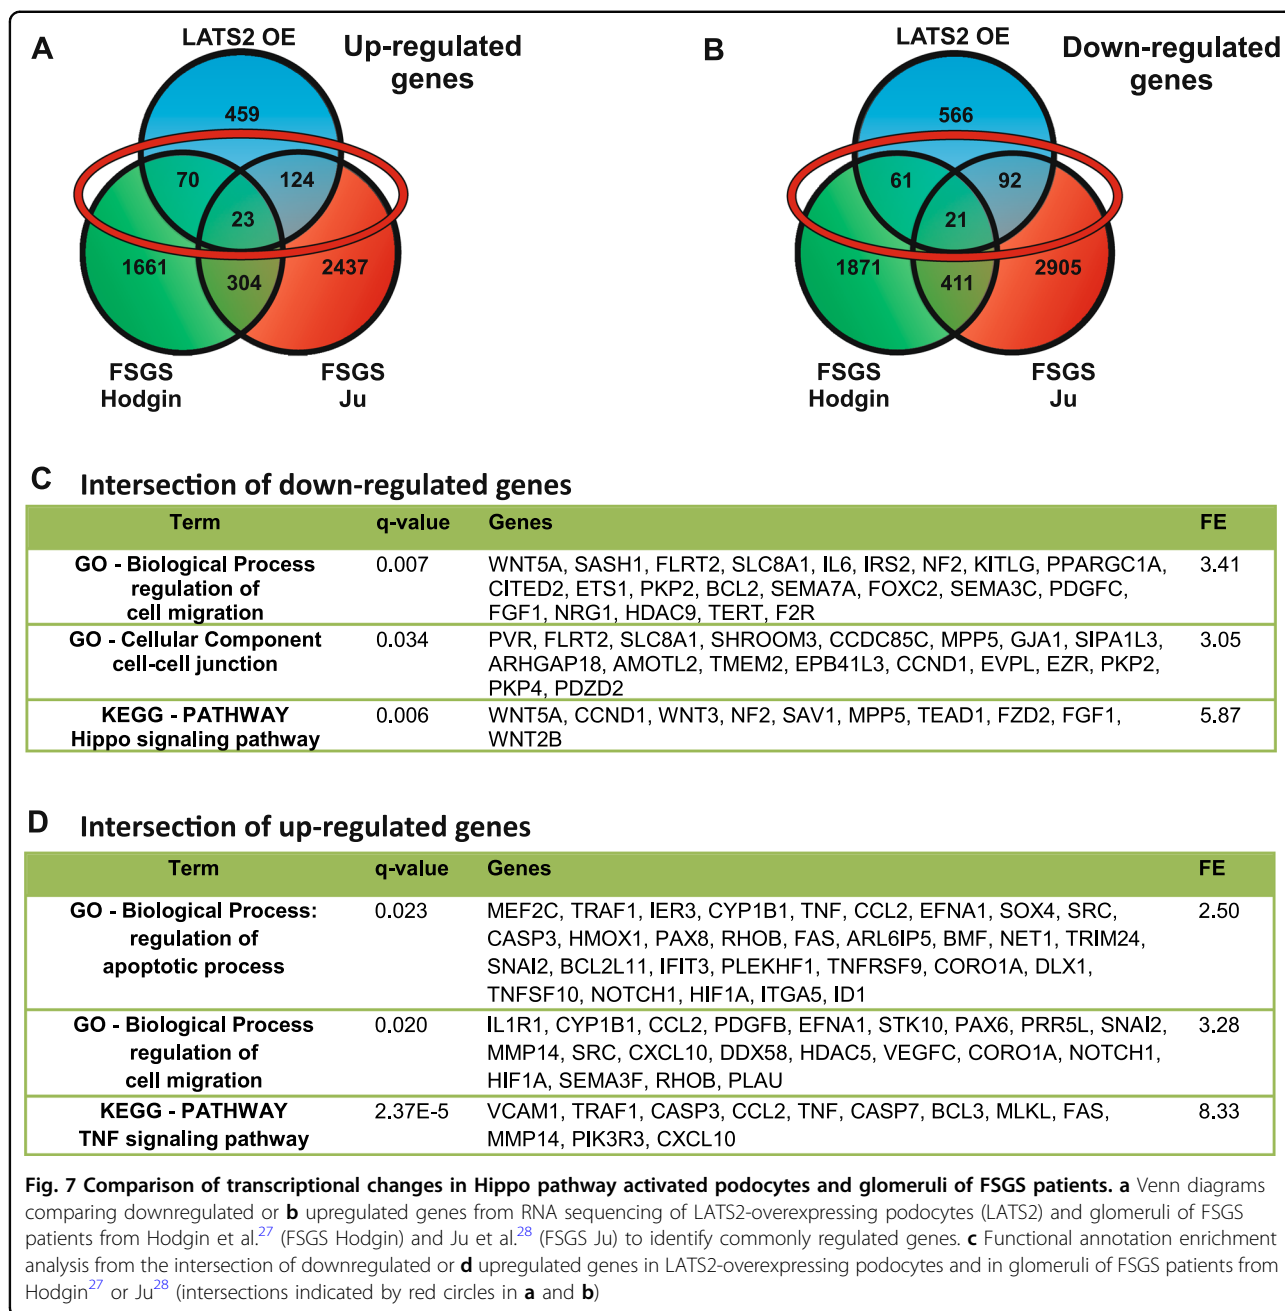 A
LATS2 OE
Up-regulated
genes
459
70
124
23
1661
304
2437
FSGS
Hodgin
FSGS
Ju
B
LATS2 OE
Down-regulated
genes
566
61
92
21
1871
411
2905
FSGS
Hodgin
FSGS
Ju
C Intersection of down-regulated genes
Term q-value Genes FE
GO - Biological Process 0.007 WNT5A, SASH1, FLRT2, SLC8A1, IL6, IRS2, NF2, KITLG, PPARGC1A, 3.41
regulation of CITED2, ETS1, PKP2, BCL2, SEMA7A, FOXC2, SEMA3C, PDGFC,
cell migration FGF1, NRG1, HDAC9, TERT, F2R
GO - Cellular Component 0.034 PVR, FLRT2, SLC8A1, SHROOM3, CCDC85C, MPP5, GJA1, SIPA1L3, 3.05
cell-cell junction ARHGAP18, AMOTL2, TMEM2, EPB41L3, CCND1, EVPL, EZR, PKP2,
PKP4, PDZD2
KEGG - PATHWAY 0.006 WNT5A, CCND1, WNT3, NF2, SAV1, MPP5, TEAD1, FZD2, FGF1, 5.87
Hippo signaling pathway WNT2B
D Intersection of up-regulated genes
Term q-value Genes FE
GO - Biological Process: 0.023 MEF2C, TRAF1, IER3, CYP1B1, TNF, CCL2, EFNA1, SOX4, SRC, 2.50
regulation of CASP3, HMOX1, PAX8, RHOB, FAS, ARL6IP5, BMF, NET1, TRIM24,
apoptotic process SNAI2, BCL2L11, IFIT3, PLEKHF1, TNFRSF9, CORO1A, DLX1,
TNFSF10, NOTCH1, HIF1A, ITGA5, ID1
GO - Biological Process 0.020 IL1R1, CYP1B1, CCL2, PDGFB, EFNA1, STK10, PAX6, PRR5L, SNAI2, 3.28
regulation of MMP14, SRC, CXCL10, DDX58, HDAC5, VEGFC, CORO1A, NOTCH1,
cell migration HIF1A, SEMA3F, RHOB, PLAU
KEGG - PATHWAY 2.37E-5 VCAM1, TRAF1, CASP3, CCL2, TNF, CASP7, BCL3, MLKL, FAS, 8.33
TNF signaling pathway MMP14, PIK3R3, CXCL10
Fig. 7 Comparison of transcriptional changes in Hippo pathway activated podocytes and glomeruli of FSGS patients. a Venn diagrams
comparing downregulated or b upregulated genes from RNA sequencing of LATS2-overexpressing podocytes (LATS2) and glomeruli of FSGS
patients from Hodgin et al.27 (FSGS Hodgin) and Ju et al.28 (FSGS Ju) to identify commonly regulated genes. c Functional annotation enrichment
analysis from the intersection of downregulated or d upregulated genes in LATS2-overexpressing podocytes and in glomeruli of FSGS patients from
Hodgin27 or Ju28 (intersections indicated by red circles in a and b)